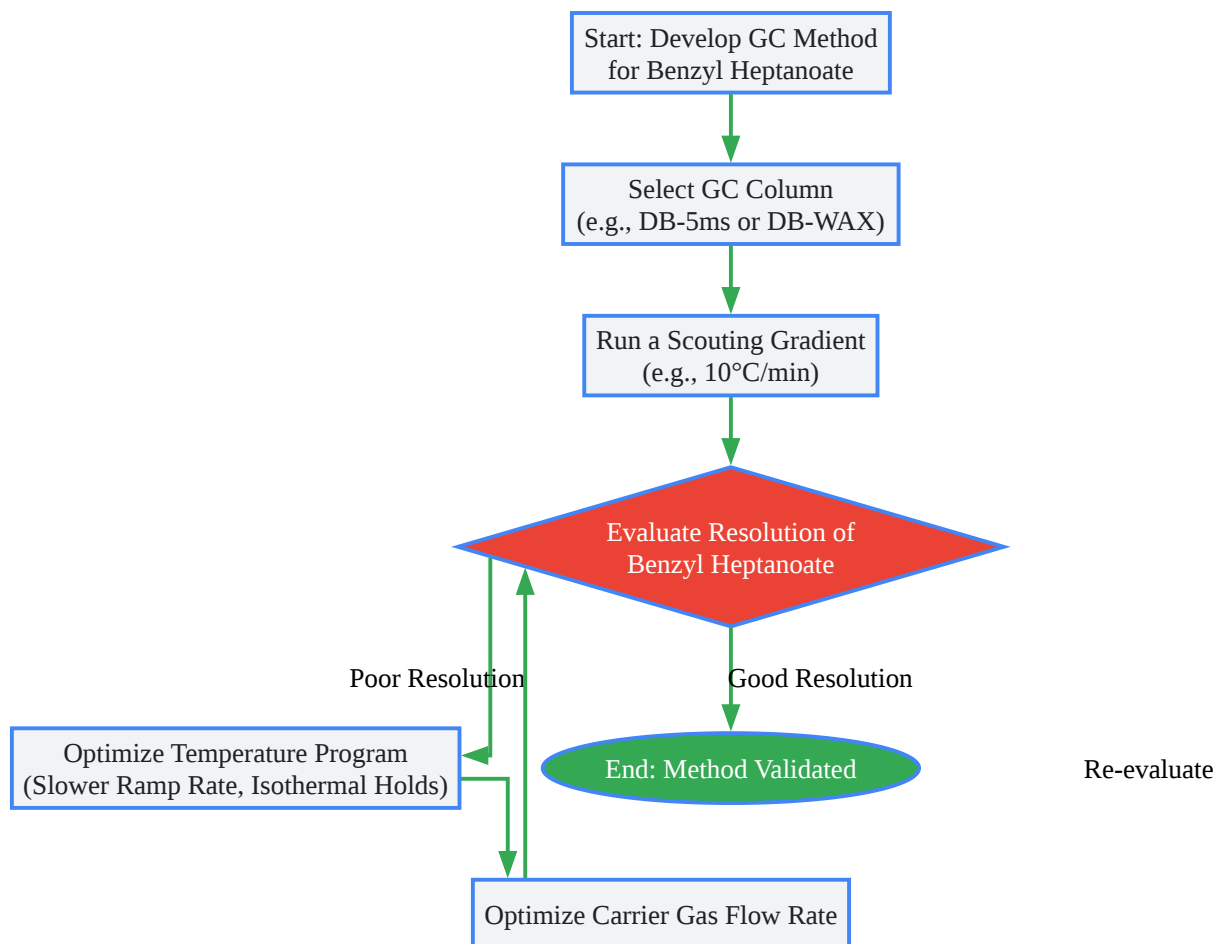 Start: Develop GC Method
for Benzyl Heptanoate
Select GC Column
(e.g., DB-5ms or DB-WAX)
Run a Scouting Gradient
(e.g., 10°C/min)
Evaluate Resolution of
Benzyl Heptanoate
Poor Resolution
Good Resolution
Optimize Temperature Program
(Slower Ramp Rate, Isothermal Holds)
End: Method Validated
Re-evaluate
Optimize Carrier Gas Flow Rate